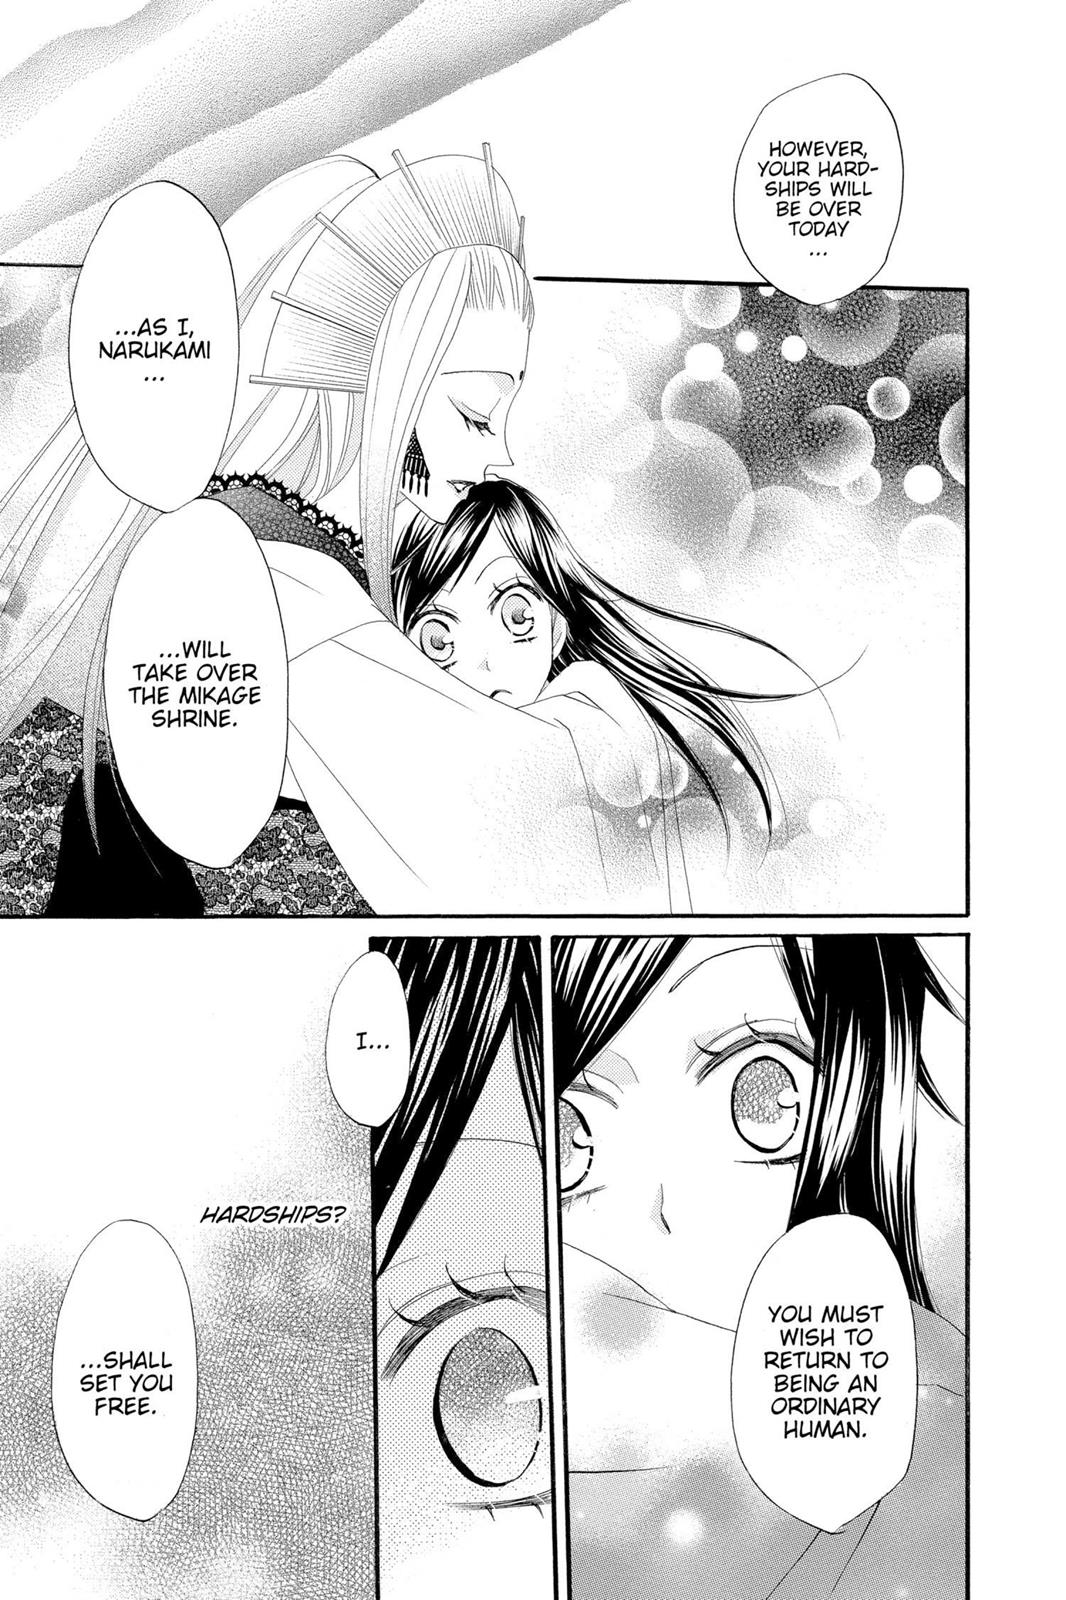 HOWEVER,
YOUR HARD-
SHIPS WILL
BE OVER
TODAY
...
...AS I,
NARUKAMI
...
...WILL
TAKE OVER
THE MIKAGE
SHRINE.
YOU MUST
WISH TO
RETURN TO
BEING AN
ORDINARY
HUMAN.
I...
HARDSHIPS?
...SHALL
SET YOU
FREE.